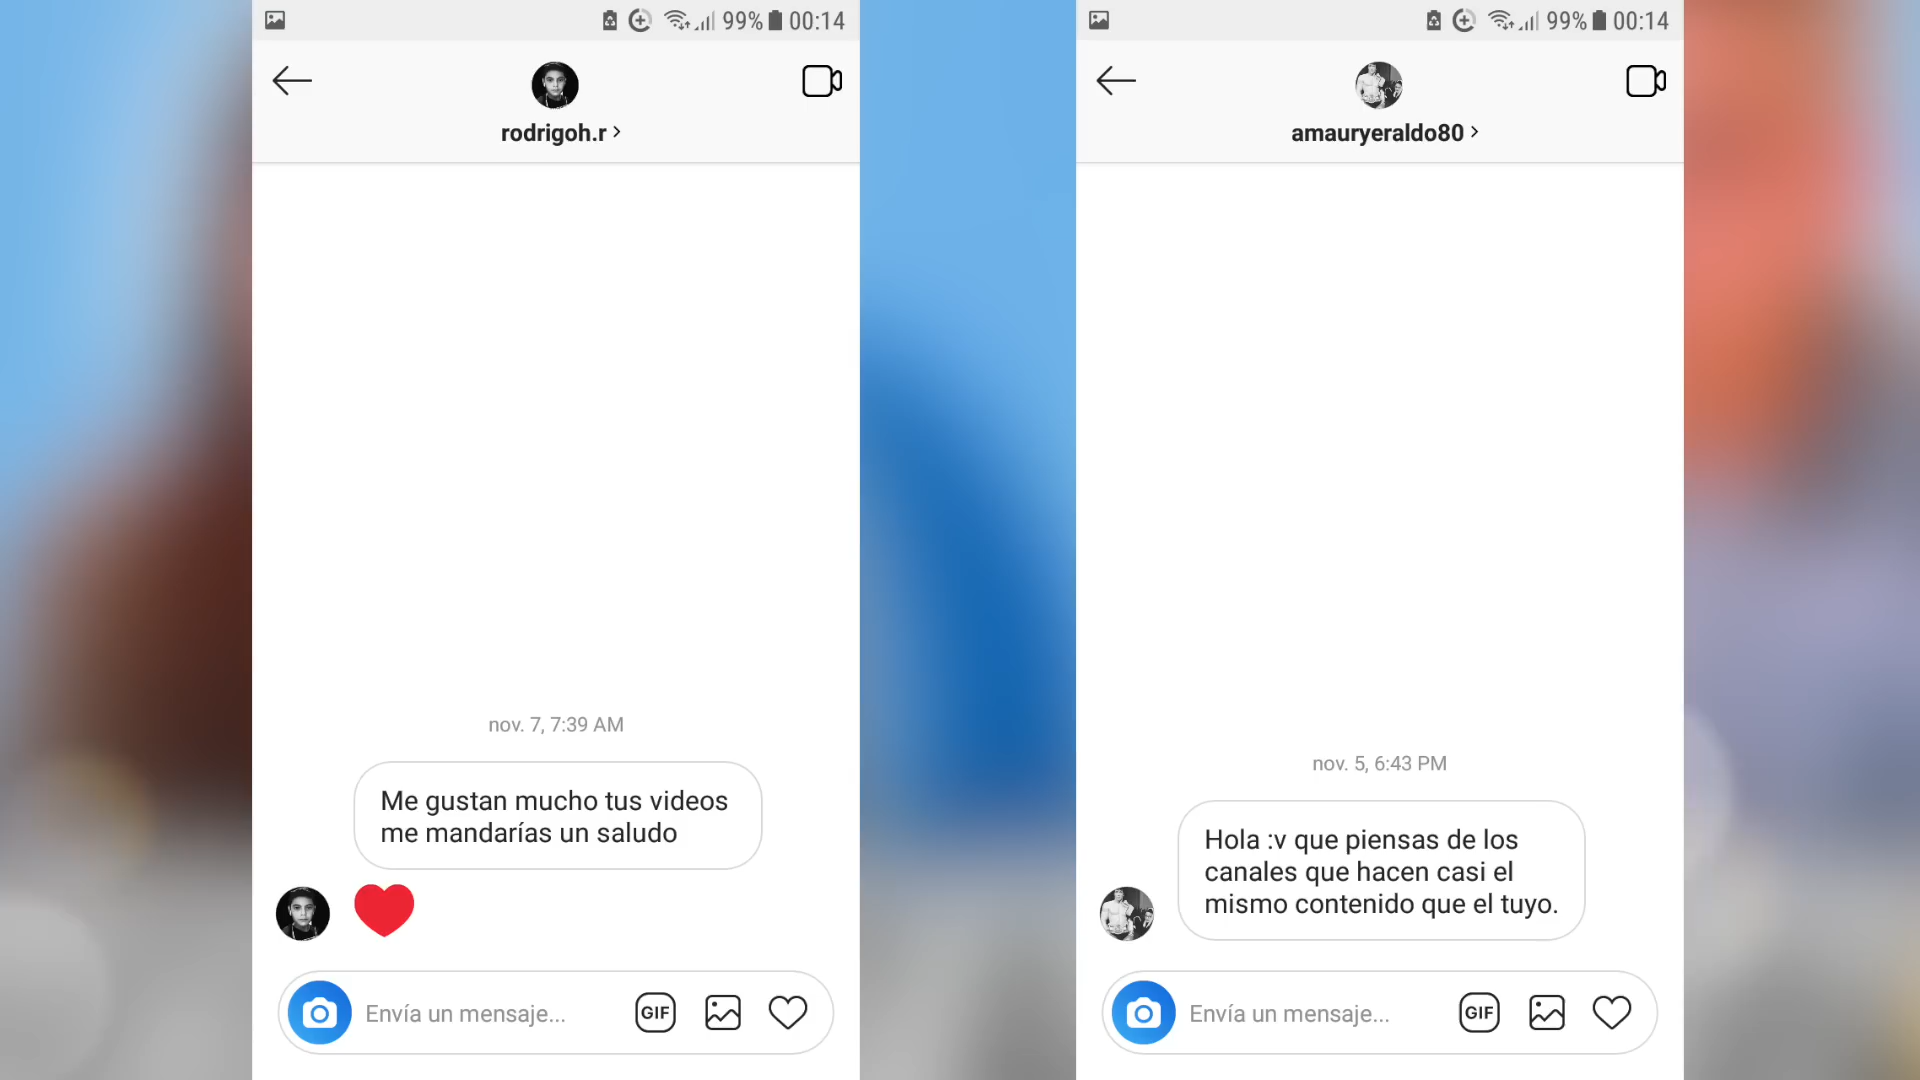 99% 00:14
rodrigoh.r
nov. 7, 7:39 AM
Me gustan mucho tus videos
me mandarías un saludo
Envía un mensaje...
GIF
99% 00:14
amauryeraldo80
nov. 5, 6:43 PM
Hola :v que piensas de los
canales que hacen casi el
mismo contenido que el tuyo.
Envía un mensaje...
GIF